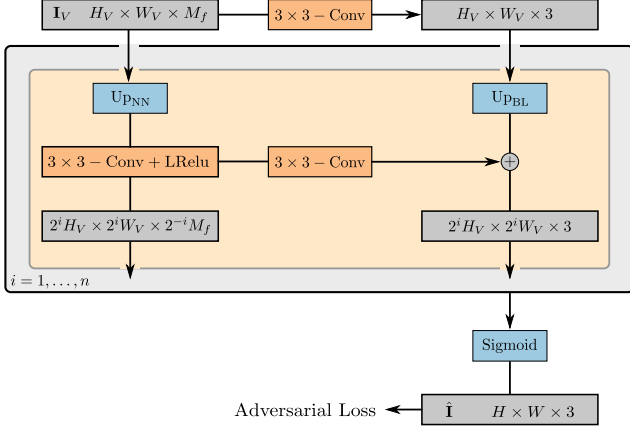 I_V H_V × W_V × M_f
3 × 3 − Conv
H_V × W_V × 3
Up_NN
Up_BL
3 × 3 − Conv + LRelu
3 × 3 − Conv
+
2^i H_V × 2^i W_V × 2^{-i} M_f
2^i H_V × 2^i W_V × 3
i = 1, . . . , n
Sigmoid
Adversarial Loss
Î H × W × 3